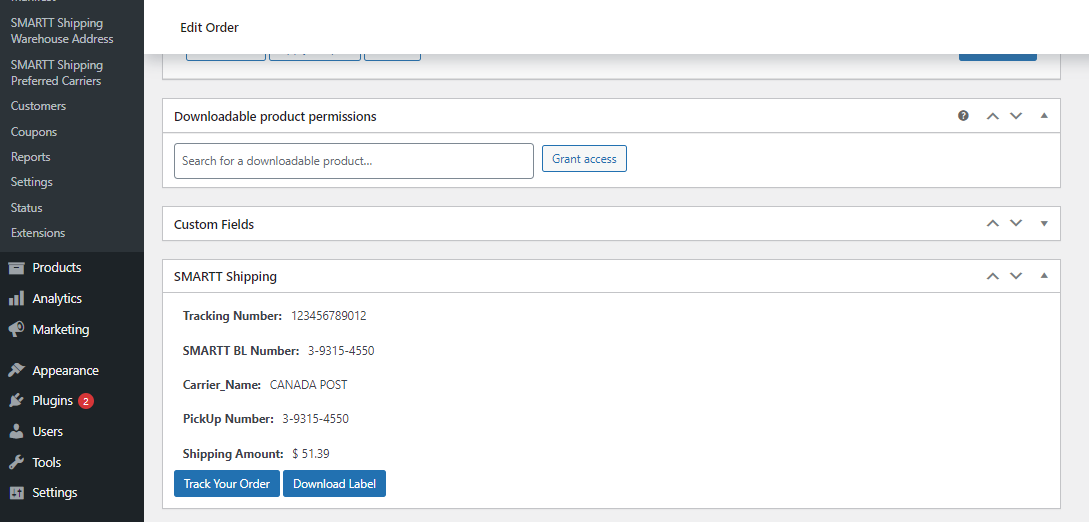 SMARTT Shipping
Warehouse Address
SMARTT Shipping
Preferred Carriers
Customers
Coupons
Reports
Settings
Status
Extensions
Products
Analytics
Marketing
Appearance
Plugins 2
Users
Tools
Settings
Edit Order
Downloadable product permissions ?
Search for a downloadable product...
Grant access
Custom Fields
SMARTT Shipping
Tracking Number: 123456789012
SMARTT BL Number: 3-9315-4550
Carrier_Name: CANADA POST
PickUp Number: 3-9315-4550
Shipping Amount: $ 51.39
Track Your Order
Download Label